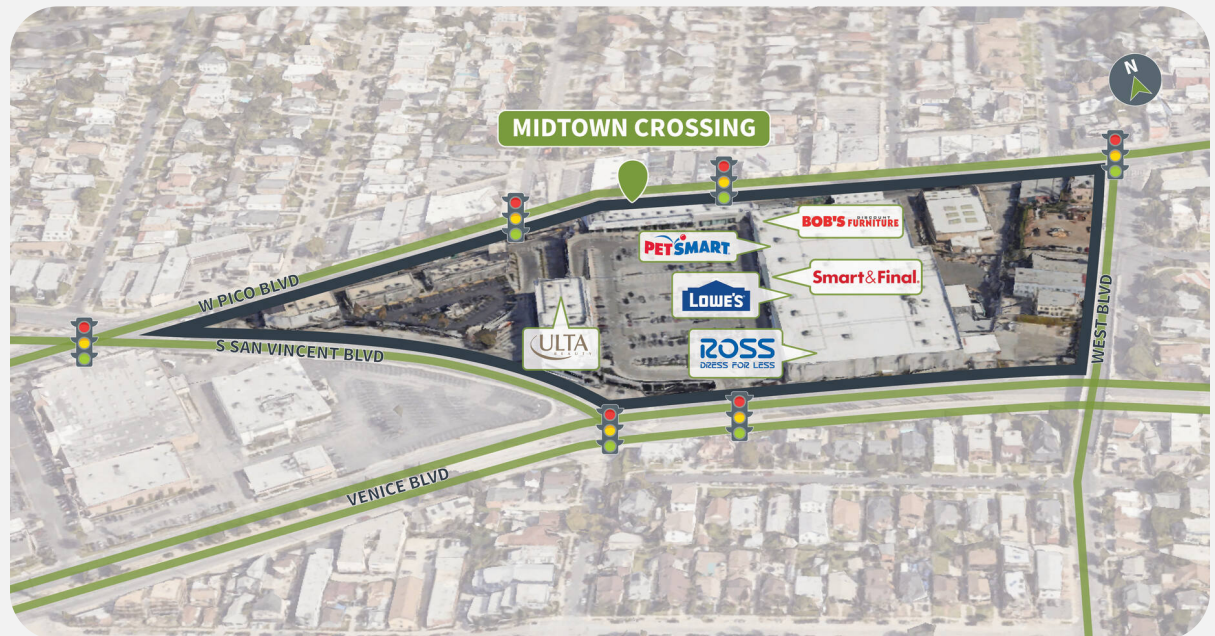 N
MIDTOWN CROSSING
BOB'S DISCOUNT FURNITURE
PETSMART
Smart&Final.
LOWE'S
W PICO BLVD
ULTA
BEAUTY
ROSS
DRESS FOR LESS
S SAN VINCENT BLVD
WEST BLVD
VENICE BLVD